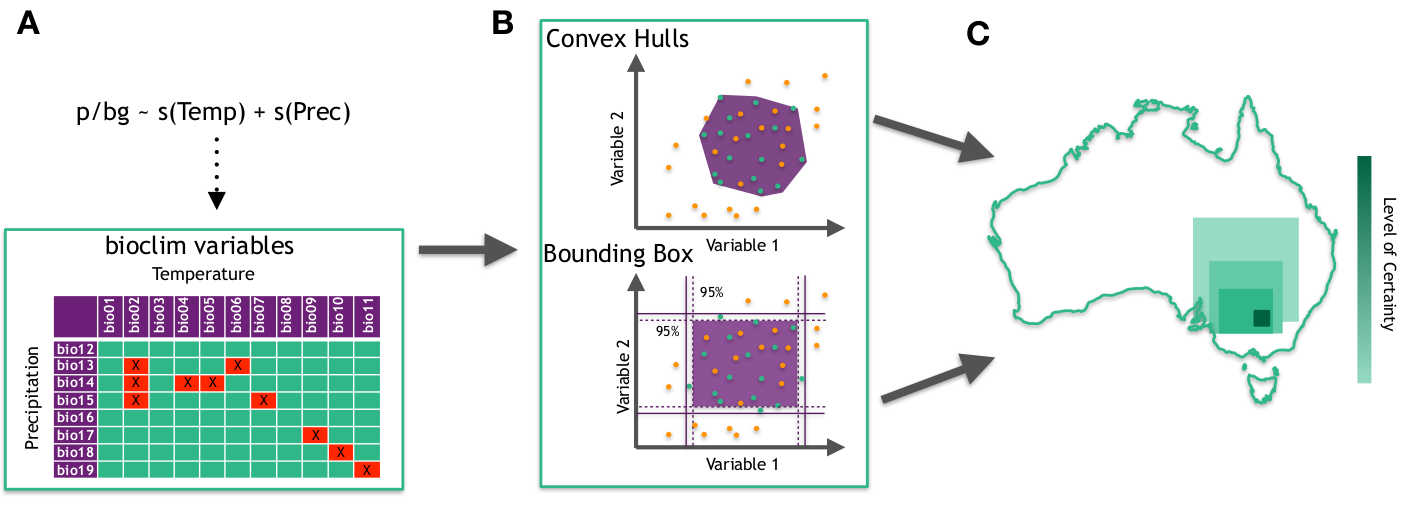 A
p/bg ~ s(Temp) + s(Prec)
bioclim variables
Temperature
bio01 bio02 bio03 bio04 bio05 bio06 bio07 bio08 bio09 bio10 bio11
Precipitation
bio12
bio13 X X
bio14 X X X
bio15 X X
bio16
bio17 X
bio18 X
bio19 X
B
Convex Hulls
Variable 2
Variable 1
Bounding Box
95%
95%
Variable 2
Variable 1
C
Level of Certainty